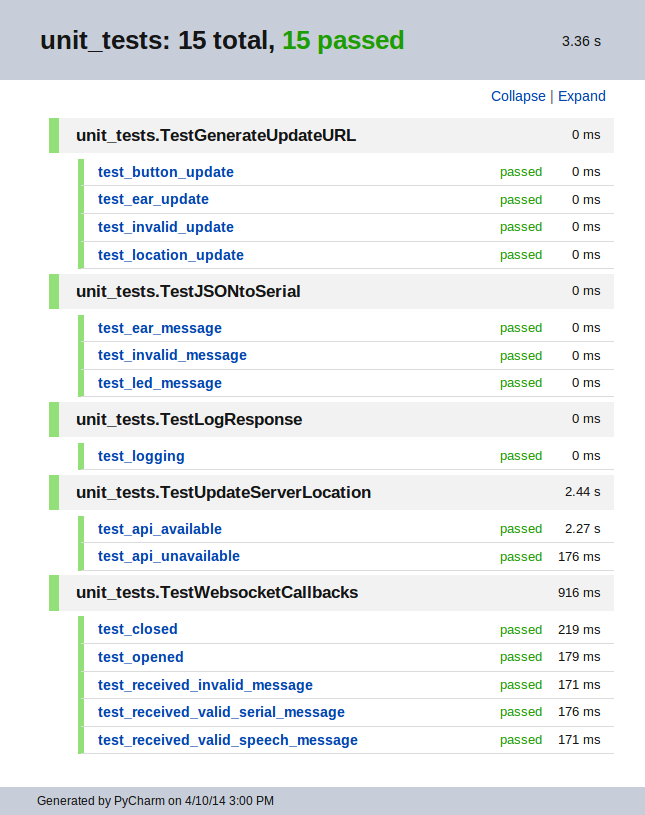 unit_tests: 15 total, 15 passed 3.36 s
Collapse | Expand
unit_tests.TestGenerateUpdateURL 0 ms
test_button_update passed 0 ms
test_ear_update passed 0 ms
test_invalid_update passed 0 ms
test_location_update passed 0 ms
unit_tests.TestJSONtoSerial 0 ms
test_ear_message passed 0 ms
test_invalid_message passed 0 ms
test_led_message passed 0 ms
unit_tests.TestLogResponse 0 ms
test_logging passed 0 ms
unit_tests.TestUpdateServerLocation 2.44 s
test_api_available passed 2.27 s
test_api_unavailable passed 176 ms
unit_tests.TestWebsocketCallbacks 916 ms
test_closed passed 219 ms
test_opened passed 179 ms
test_received_invalid_message passed 171 ms
test_received_valid_serial_message passed 176 ms
test_received_valid_speech_message passed 171 ms
Generated by PyCharm on 4/10/14 3:00 PM